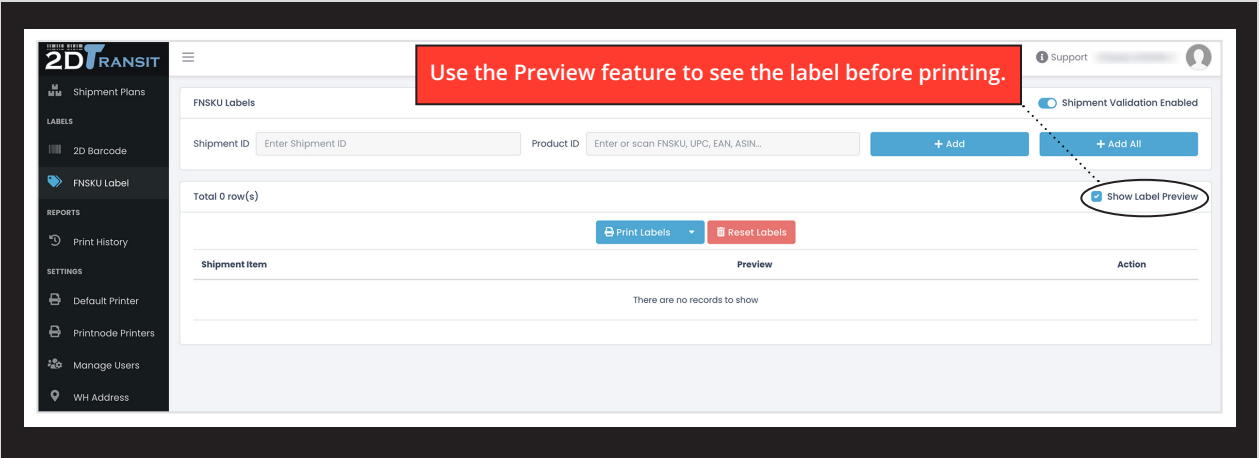 2DTRANSIT
Use the Preview feature to see the label before printing.
Support
Shipment Plans
LABELS
2D Barcode
FNSKU Label
REPORTS
Print History
SETTINGS
Default Printer
Printnode Printers
Manage Users
WH Address
FNSKU Labels
Shipment Validation Enabled
Shipment ID Enter Shipment ID Product ID Enter or scan FNSKU, UPC, EAN, ASIN... + Add + Add All
Total 0 row(s)
Show Label Preview
Print Labels Reset Labels
Shipment Item Preview Action
There are no records to show